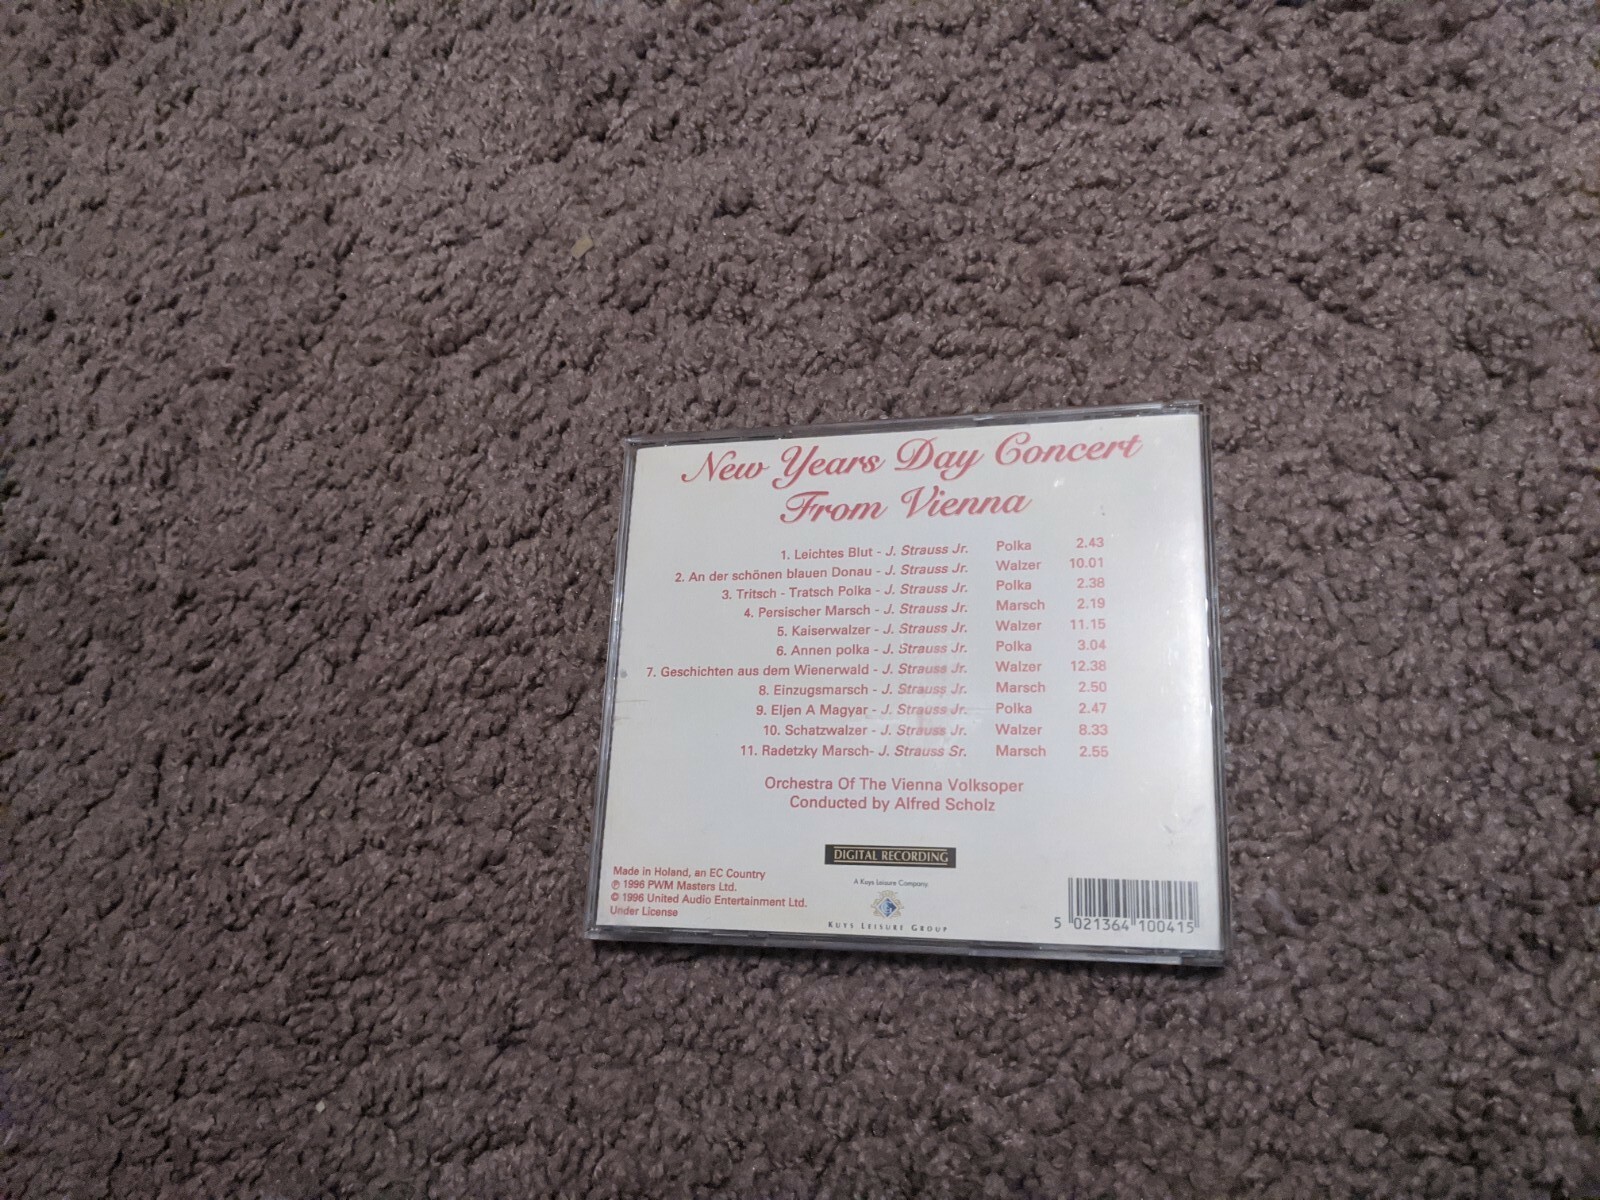 New Years Day Concert
From Vienna
1. Leichtes Blut - J. Strauss Jr. Polka 2.43
2. An der schönen blauen Donau - J. Strauss Jr. Walzer 10.01
3. Tritsch - Tratsch Polka - J. Strauss Jr. Polka 2.38
4. Persischer Marsch - J. Strauss Jr. Marsch 2.19
5. Kaiserwalzer - J. Strauss Jr. Walzer 11.15
6. Annen polka - J. Strauss Jr. Polka 3.04
7. Geschichten aus dem Wienerwald - J. Strauss Jr. Walzer 12.38
8. Einzugsmarsch - J. Strauss Jr. Marsch 2.50
9. Eljen A Magyar - J. Strauss Jr. Polka 2.47
10. Schatzwalzer - J. Strauss Jr. Walzer 8.33
11. Radetzky Marsch- J. Strauss Sr. Marsch 2.55
Orchestra Of The Vienna Volksoper
Conducted by Alfred Scholz
DIGITAL RECORDING
Made in Holand, an EC Country
℗ 1996 PWM Masters Ltd.
© 1996 United Audio Entertainment Ltd.
Under License
A Kuys Leisure Company.
KUYS LEISURE GROUP
5 021364 100415